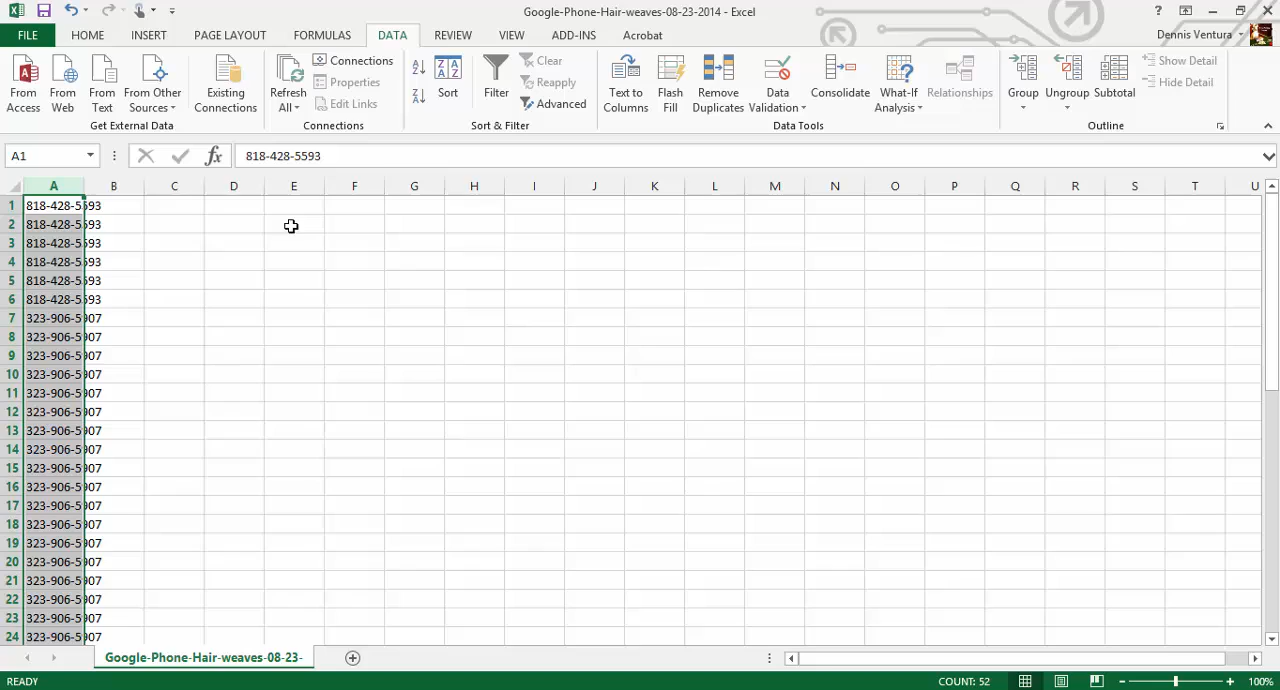 Google-Phone-Hair-weaves-08-23-2014 - Excel
FILE HOME INSERT PAGE LAYOUT FORMULAS DATA REVIEW VIEW ADD-INS Acrobat Dennis Ventura
From Access From Web From Text From Other Sources Existing Connections
Get External Data
Refresh All Connections Properties Edit Links
Connections
Sort Filter Clear Reapply Advanced
Sort & Filter
Text to Columns Flash Fill Remove Duplicates Data Validation Consolidate What-If Analysis Relationships
Data Tools
Group Ungroup Subtotal Show Detail Hide Detail
Outline
A1 fx 818-428-5593
A B C D E F G H I J K L M N O P Q R S T U
1 818-428-5593
2 818-428-5593
3 818-428-5593
4 818-428-5593
5 818-428-5593
6 818-428-5593
7 323-906-5907
8 323-906-5907
9 323-906-5907
10 323-906-5907
11 323-906-5907
12 323-906-5907
13 323-906-5907
14 323-906-5907
15 323-906-5907
16 323-906-5907
17 323-906-5907
18 323-906-5907
19 323-906-5907
20 323-906-5907
21 323-906-5907
22 323-906-5907
23 323-906-5907
24 323-906-5907
Google-Phone-Hair-weaves-08-23-
READY COUNT: 52 100%